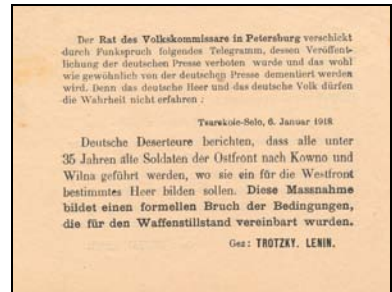 Der Rat des Volkskommissare in Petersburg verschickt
durch Funkspruch folgendes Telegramm, dessen Veröffent-
lichung der deutschen Presse verboten wurde und das wohl
wie gewöhnlich von der deutschen Presse dementiert werden
wird. Denn das deutsche Heer und das deutsche Volk dürfen
die Wahrheit nicht erfahren :
Tsarskoie-Selo, 6. Januar 1918.
Deutsche Deserteure berichten, dass alle unter
35 Jahren alte Soldaten der Ostfront nach Kowno und
Wilna geführt werden, wo sie ein für die Westfront
bestimmtes Heer bilden sollen. Diese Massnahme
bildet einen formellen Bruch der Bedingungen,
die für den Waffenstillstand vereinbart wurden.
Gez: TROTZKY. LENIN.